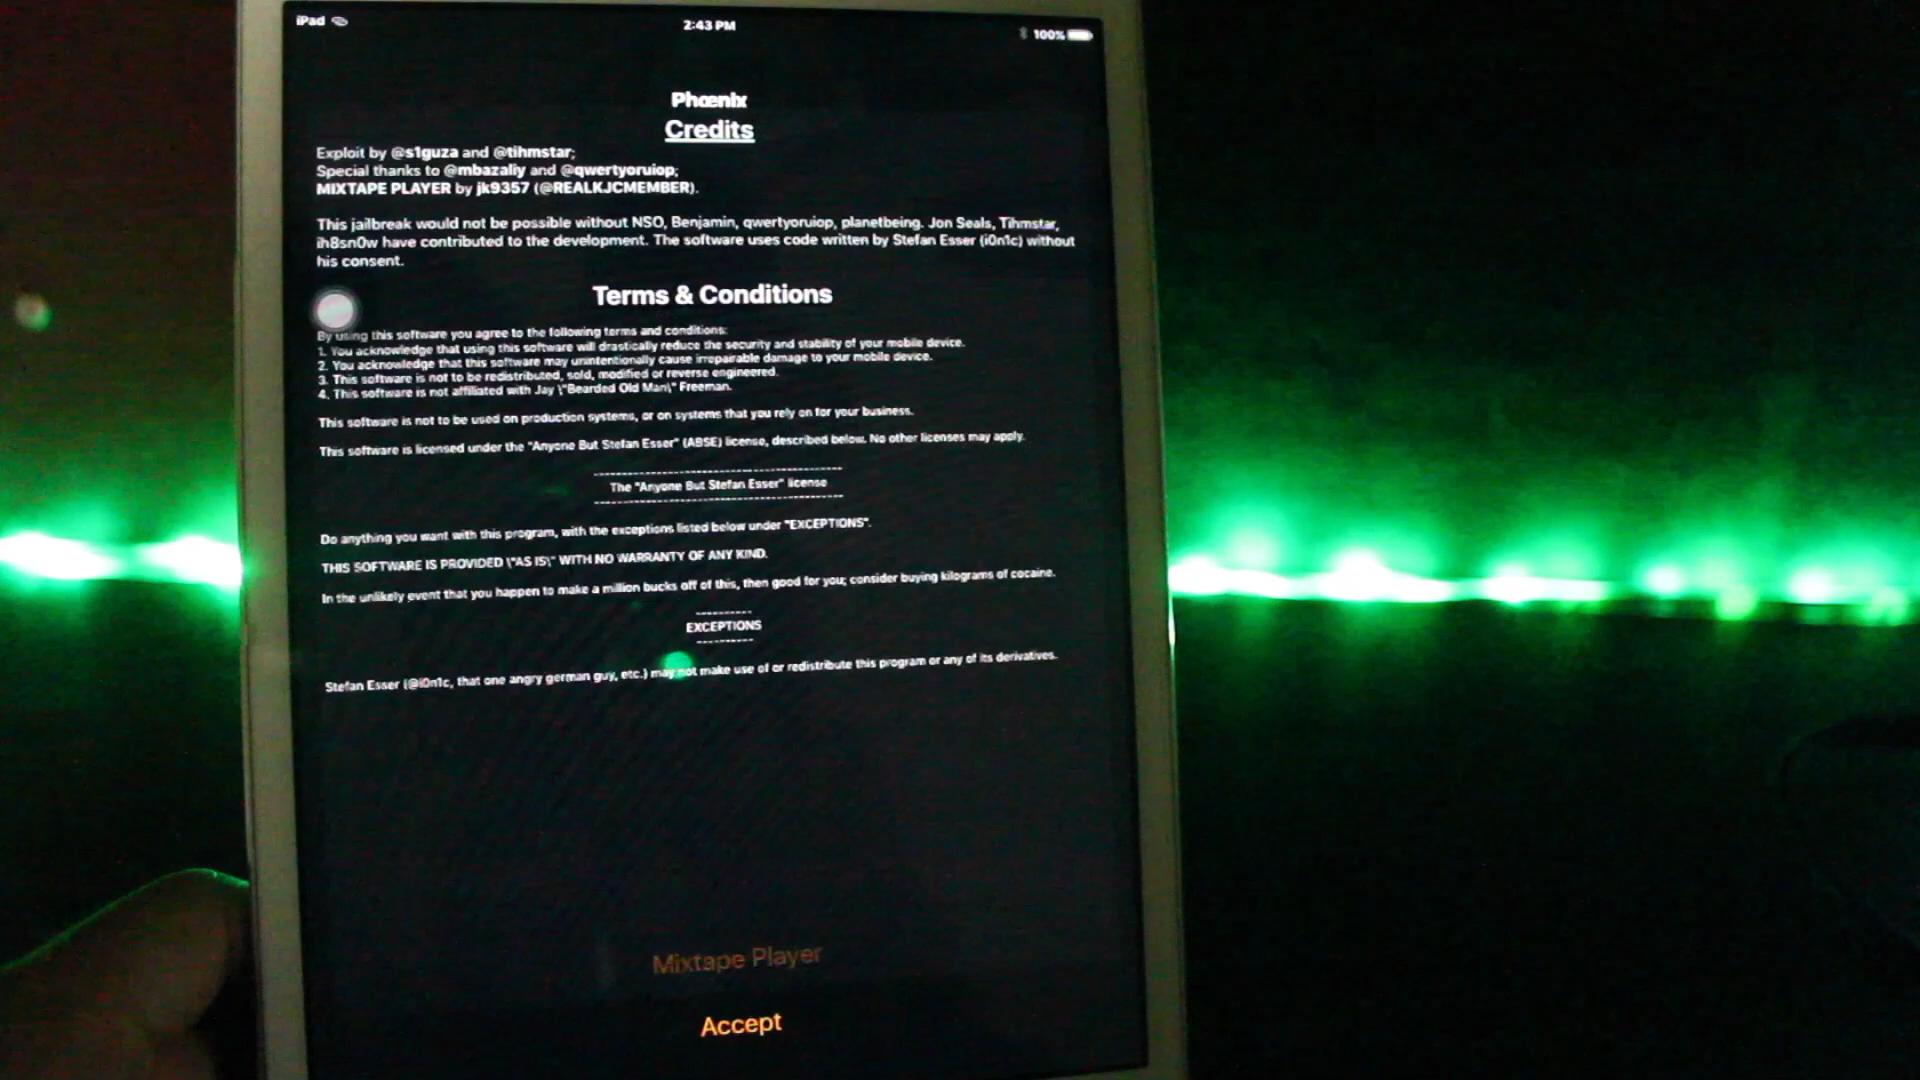 iPad 2:43 PM 100%
Phœnix
Credits
Exploit by @s1guza and @tihmstar;
Special thanks to @mbazaliy and @qwertyoruiop;
MIXTAPE PLAYER by jk9357 (@REALKJCMEMBER).
This jailbreak would not be possible without NSO, Benjamin, qwertyoruiop, planetbeing. Jon Seals, Tihmstar,
ih8sn0w have contributed to the development. The software uses code written by Stefan Esser (i0n1c) without
his consent.
Terms & Conditions
By using this software you agree to the following terms and conditions:
1. You acknowledge that using this software will drastically reduce the security and stability of your mobile device.
2. You acknowledge that this software may unintentionally cause irrepairable damage to your mobile device.
3. This software is not to be redistributed, sold, modified or reverse engineered.
4. This software is not affiliated with Jay \"Bearded Old Man\" Freeman.
This software is not to be used on production systems, or on systems that you rely on for your business.
This software is licensed under the "Anyone But Stefan Esser" (ABSE) license, described below. No other licenses may apply.
The "Anyone But Stefan Esser" license
Do anything you want with this program, with the exceptions listed below under "EXCEPTIONS".
THIS SOFTWARE IS PROVIDED \"AS IS\" WITH NO WARRANTY OF ANY KIND.
In the unlikely event that you happen to make a million bucks off of this, then good for you; consider buying kilograms of cocaine.
EXCEPTIONS
Stefan Esser (@i0n1c, that one angry german guy, etc.) may not make use of or redistribute this program or any of its derivatives.
Mixtape Player
Accept